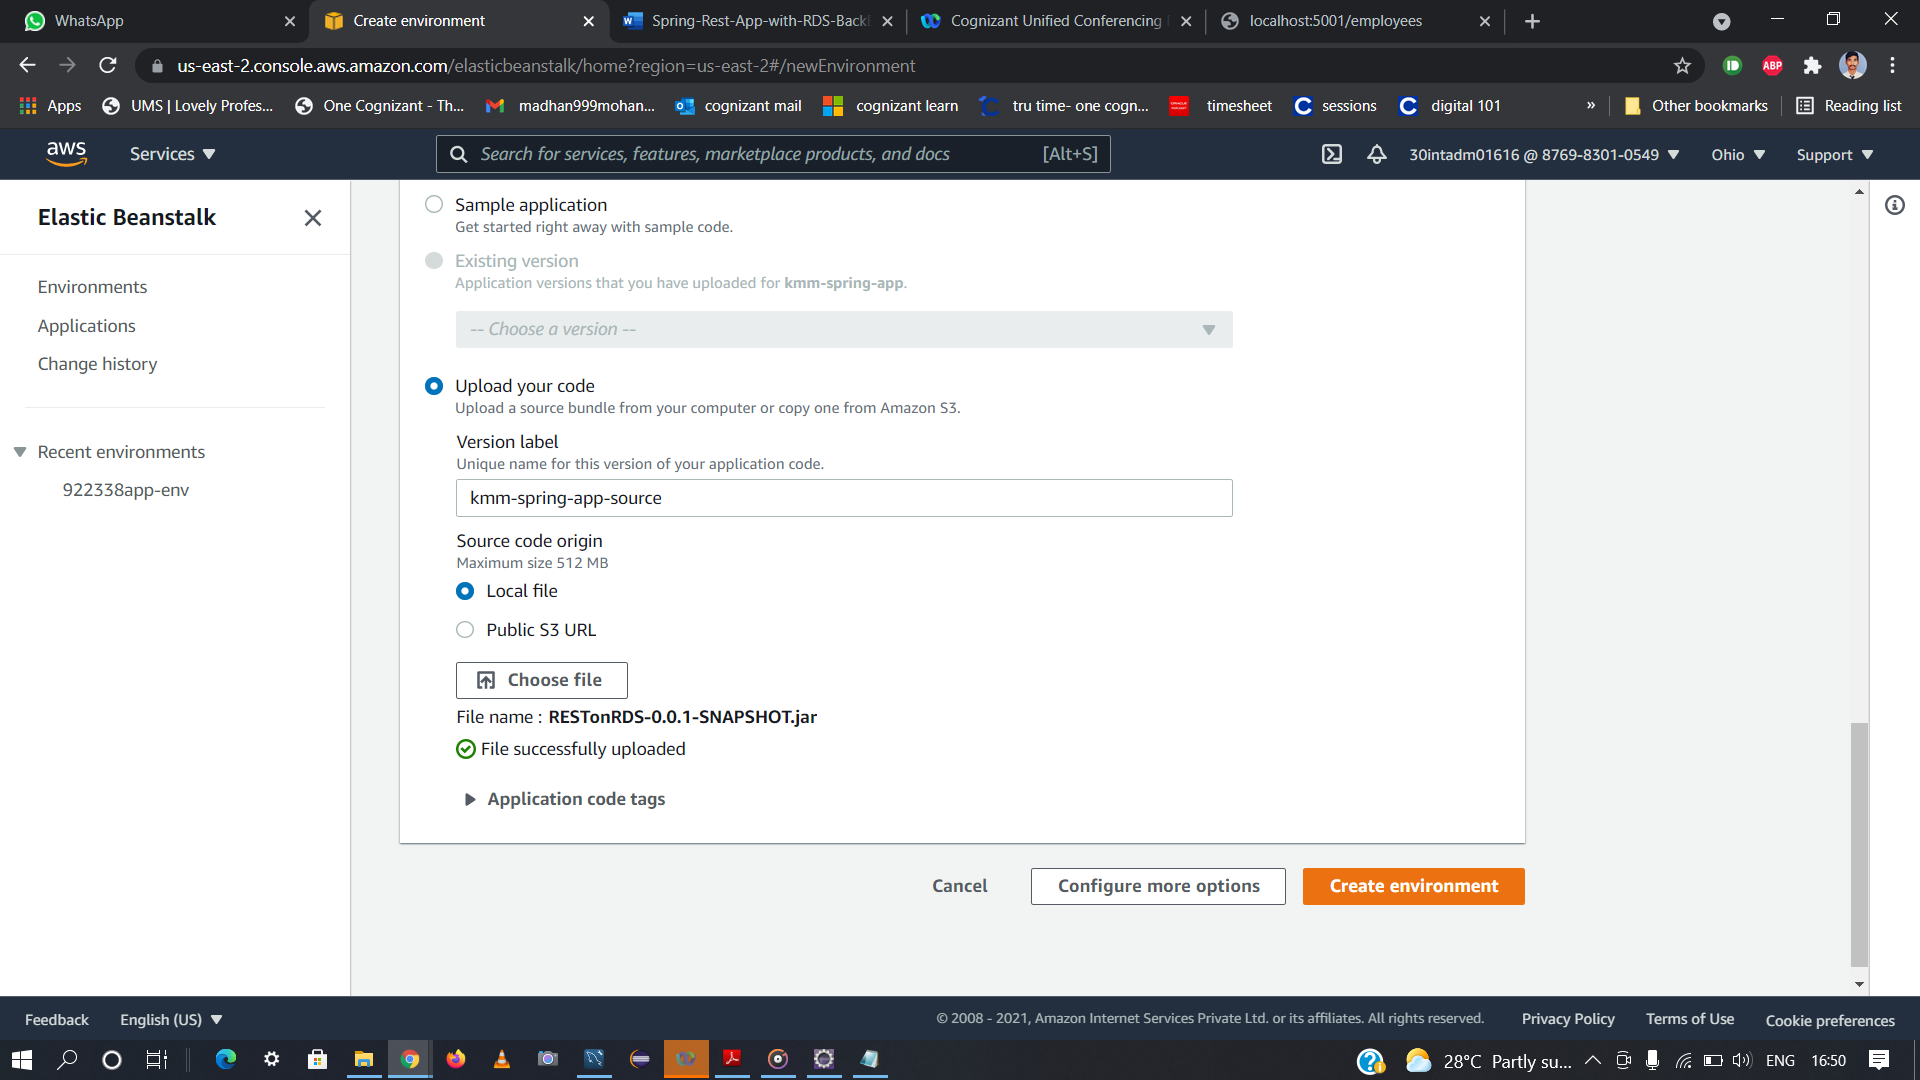 WhatsApp
Create environment
Spring-Rest-App-with-RDS-Back
Cognizant Unified Conferencing
localhost:5001/employees
us-east-2.console.aws.amazon.com/elasticbeanstalk/home?region=us-east-2#/newEnvironment
ABP
Apps
UMS | Lovely Profes...
One Cognizant - Th...
madhan999mohan...
cognizant mail
cognizant learn
tru time- one cogn...
timesheet
sessions
digital 101
»
Other bookmarks
Reading list
aws
Services
Search for services, features, marketplace products, and docs
[Alt+S]
30intadm01616 @ 8769-8301-0549
Ohio
Support
Elastic Beanstalk
Environments
Applications
Change history
Recent environments
922338app-env
Sample application
Get started right away with sample code.
Existing version
Application versions that you have uploaded for kmm-spring-app.
-- Choose a version --
Upload your code
Upload a source bundle from your computer or copy one from Amazon S3.
Version label
Unique name for this version of your application code.
kmm-spring-app-source
Source code origin
Maximum size 512 MB
Local file
Public S3 URL
Choose file
File name : RESTonRDS-0.0.1-SNAPSHOT.jar
File successfully uploaded
Application code tags
Cancel
Configure more options
Create environment
Feedback
English (US)
© 2008 - 2021, Amazon Internet Services Private Ltd. or its affiliates. All rights reserved.
Privacy Policy
Terms of Use
Cookie preferences
28°C Partly su...
ENG
16:50